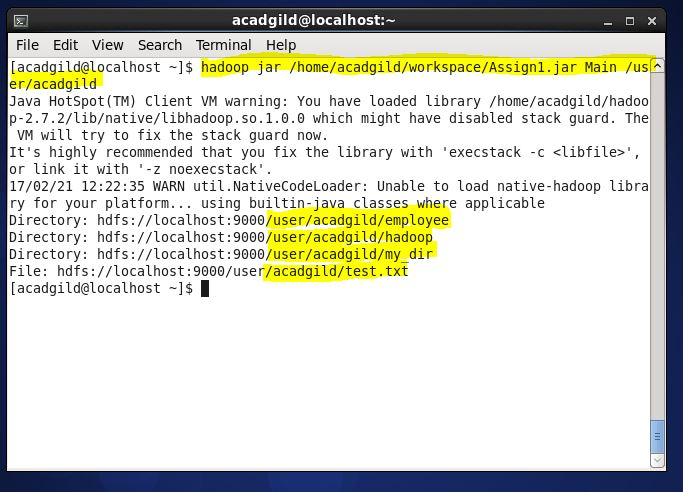 acadgild@localhost:~
File Edit View Search Terminal Help
[acadgild@localhost ~]$ hadoop jar /home/acadgild/workspace/Assign1.jar Main /us
er/acadgild
Java HotSpot(TM) Client VM warning: You have loaded library /home/acadgild/hadoo
p-2.7.2/lib/native/libhadoop.so.1.0.0 which might have disabled stack guard. The
 VM will try to fix the stack guard now.
It's highly recommended that you fix the library with 'execstack -c <libfile>',
or link it with '-z noexecstack'.
17/02/21 12:22:35 WARN util.NativeCodeLoader: Unable to load native-hadoop libra
ry for your platform... using builtin-java classes where applicable
Directory: hdfs://localhost:9000/user/acadgild/employee
Directory: hdfs://localhost:9000/user/acadgild/hadoop
Directory: hdfs://localhost:9000/user/acadgild/my_dir
File: hdfs://localhost:9000/user/acadgild/test.txt
[acadgild@localhost ~]$